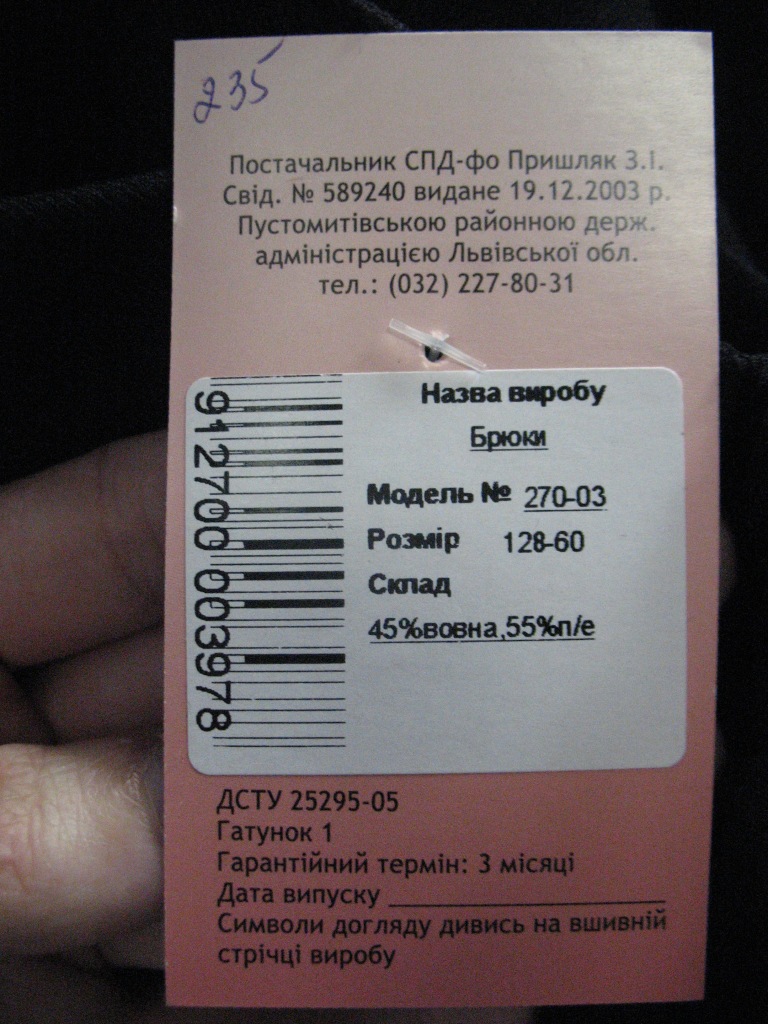 235
Постачальник СПД-фо Пришляк З.І.
Свід. № 589240 видане 19.12.2003 р.
Пустомитівською районною держ.
адміністрацією Львівської обл.
тел.: (032) 227-80-31
912700 003978
Назва виробу
Брюки
Модель № 270-03
Розмір 128-60
Склад
45%вовна,55%п/е
ДСТУ 25295-05
Гатунок 1
Гарантійний термін: 3 місяці
Дата випуску
Символи догляду дивись на вшивній
стрічці виробу